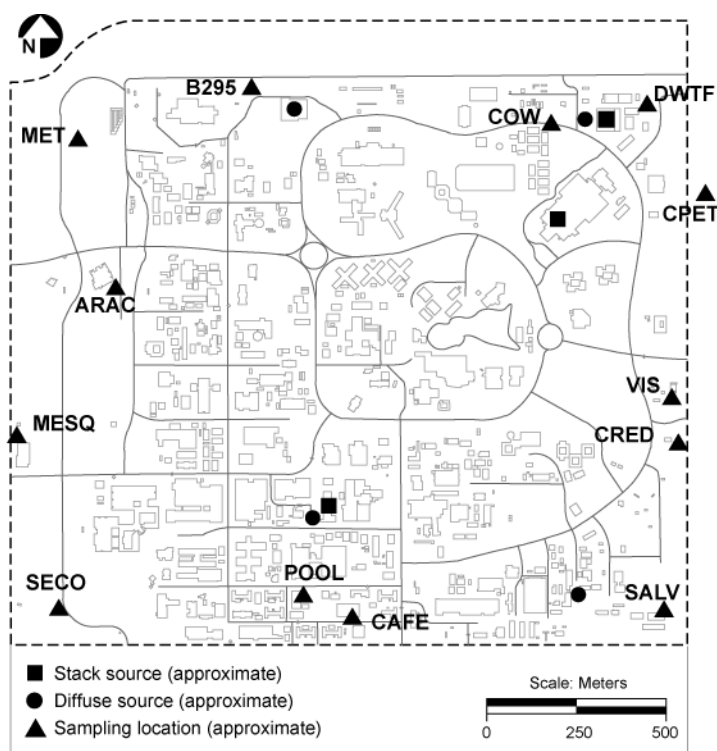 N
B295
DWTF
MET
COW
CPET
ARAC
VIS
MESQ
CRED
POOL
SECO
SALV
CAFE
Stack source (approximate)
Diffuse source (approximate)
Sampling location (approximate)
Scale: Meters
0 250 500